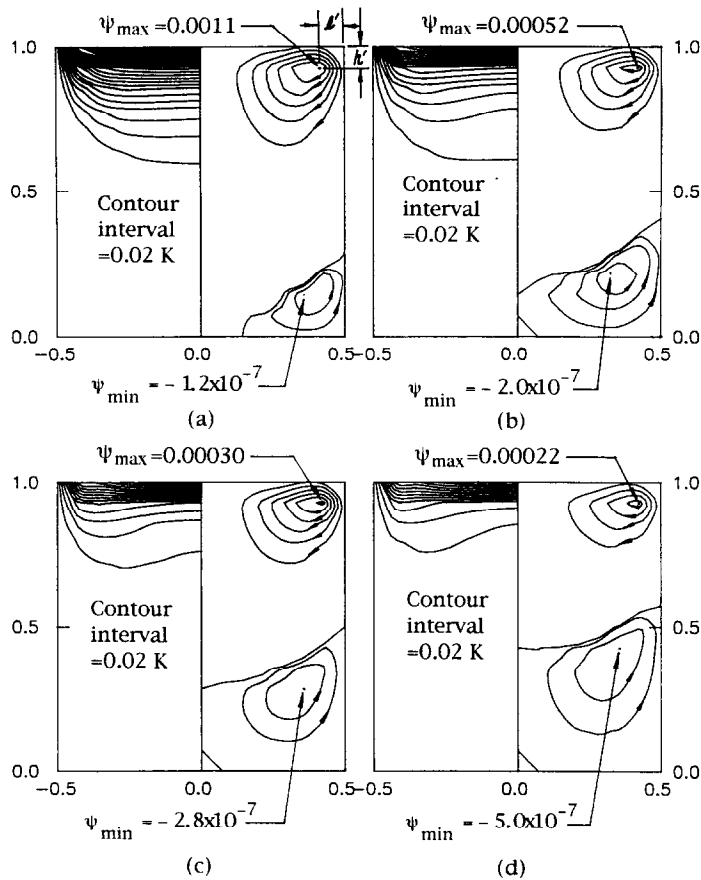 ψmax =0.0011
ℓ′
h′
ψmax =0.00052
1.0
1.0
0.5
0.5
Contour
interval
=0.02 K
Contour
interval
=0.02 K
0.0
0.0
−0.5
0.0
0.5
−0.5
0.0
0.5
ψmin = − 1.2x10⁻⁷
ψmin = − 2.0x10⁻⁷
(a)
(b)
ψmax =0.00030
ψmax =0.00022
1.0
1.0
Contour
interval
=0.02 K
Contour
interval
=0.02 K
0.5
0.5
0.0
0.0
−0.5
0.0
0.5
−0.5
0.0
0.5
ψmin = − 2.8x10⁻⁷
ψmin = − 5.0x10⁻⁷
(c)
(d)